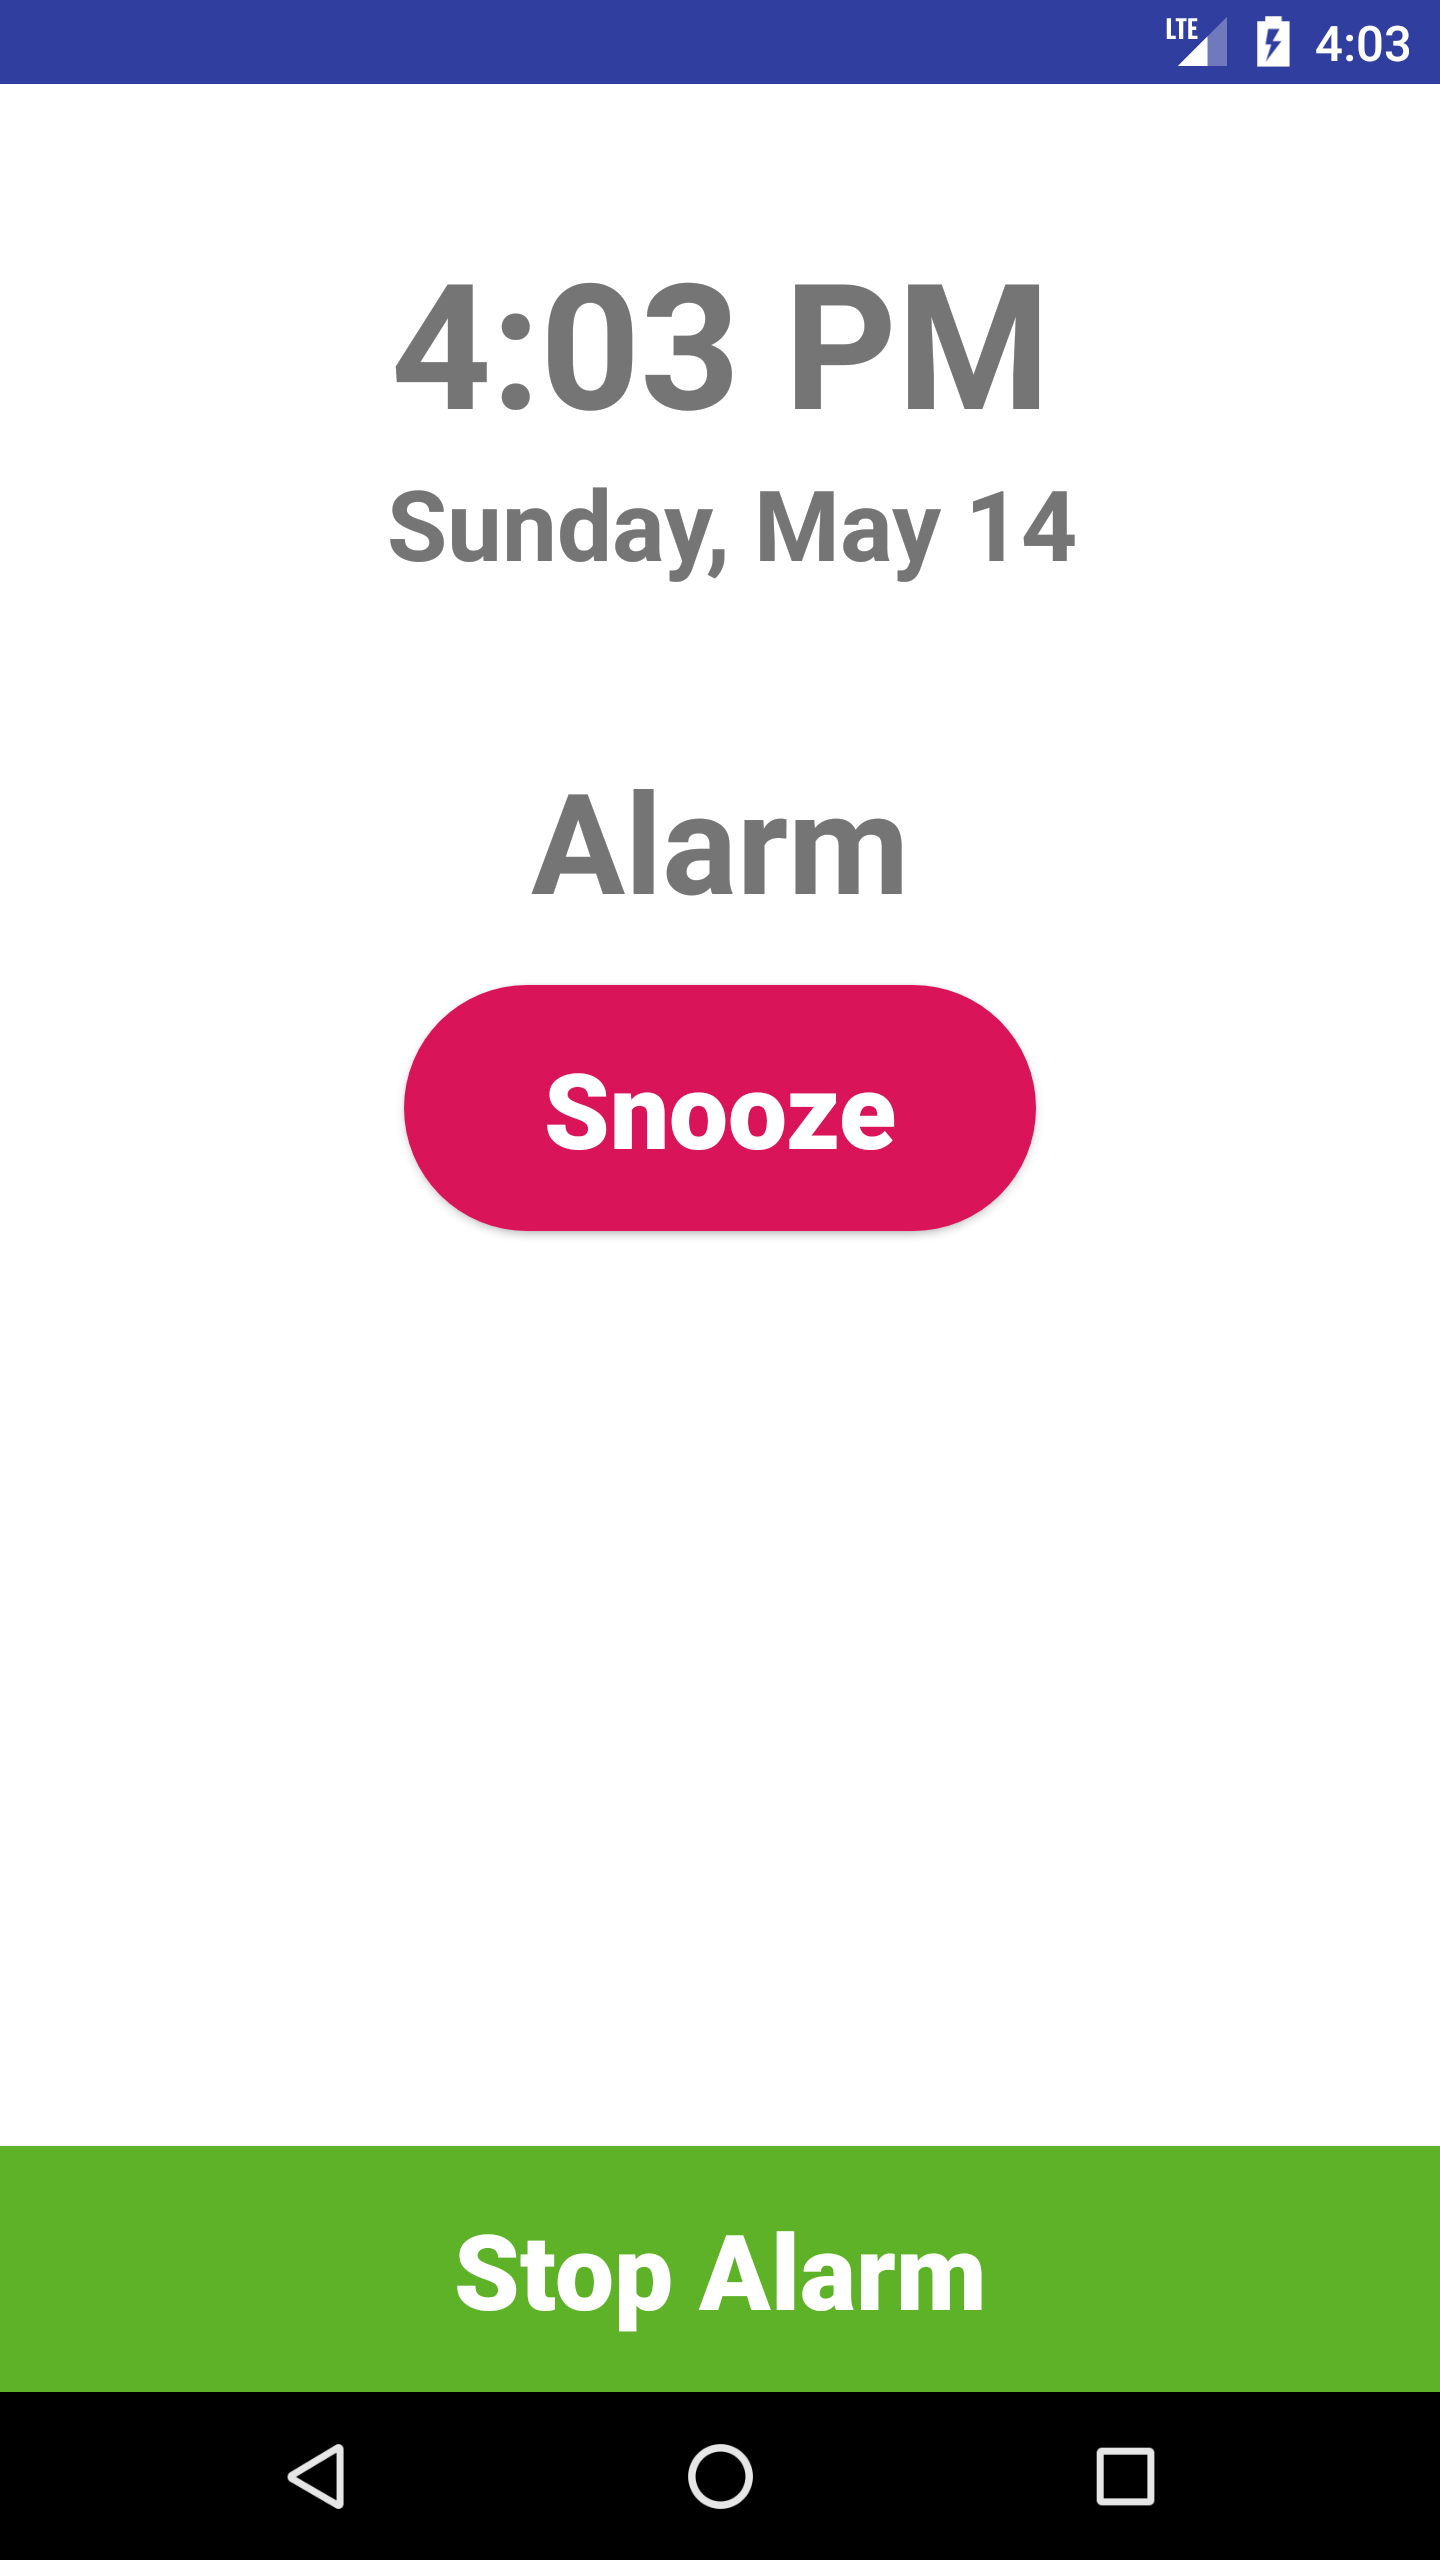 LTE 4:03
4:03 PM
Sunday, May 14
Alarm
Snooze
Stop Alarm